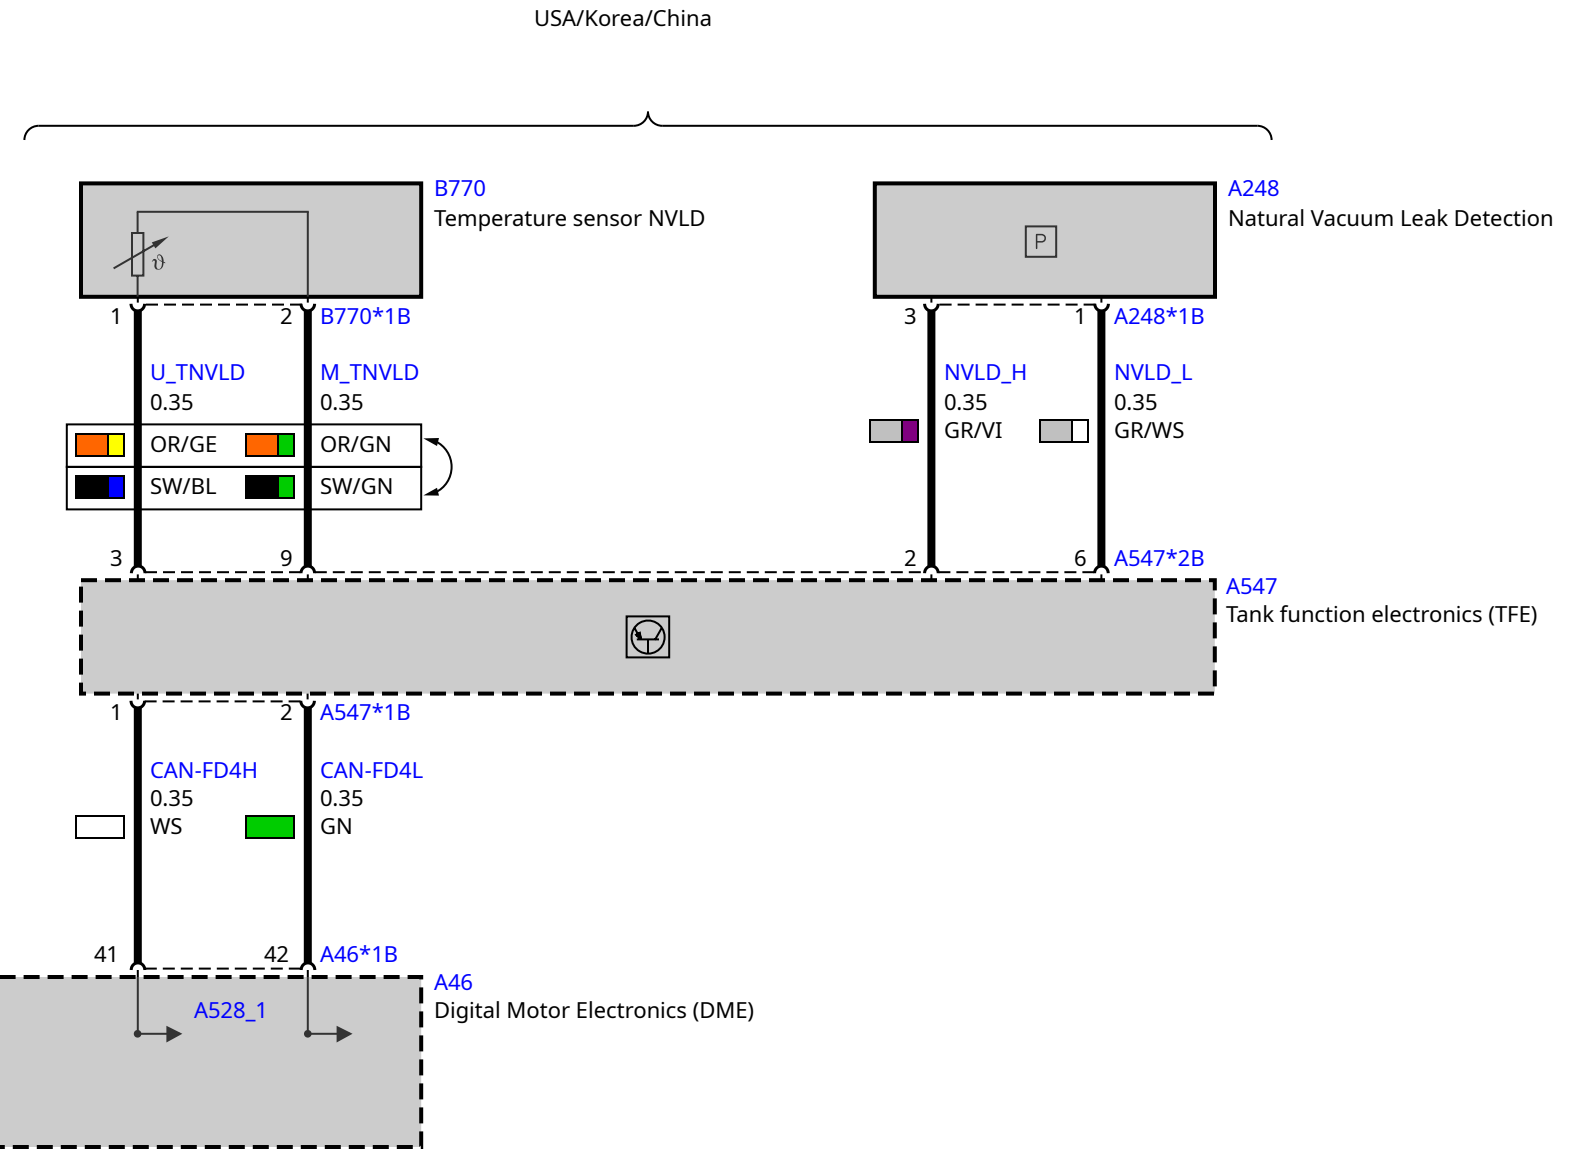 USA/Korea/China
B770
Temperature sensor NVLD
A248
Natural Vacuum Leak Detection
ϑ
P
1 2 B770*1B 3 1 A248*1B
U_TNVLD M_TNVLD NVLD_H NVLD_L
0.35 0.35 0.35 0.35
OR/GE OR/GN GR/VI GR/WS
SW/BL SW/GN
3 9 2 6 A547*2B
A547
Tank function electronics (TFE)
1 2 A547*1B
CAN-FD4H CAN-FD4L
0.35 0.35
WS GN
41 42 A46*1B
A46
A528_1 Digital Motor Electronics (DME)